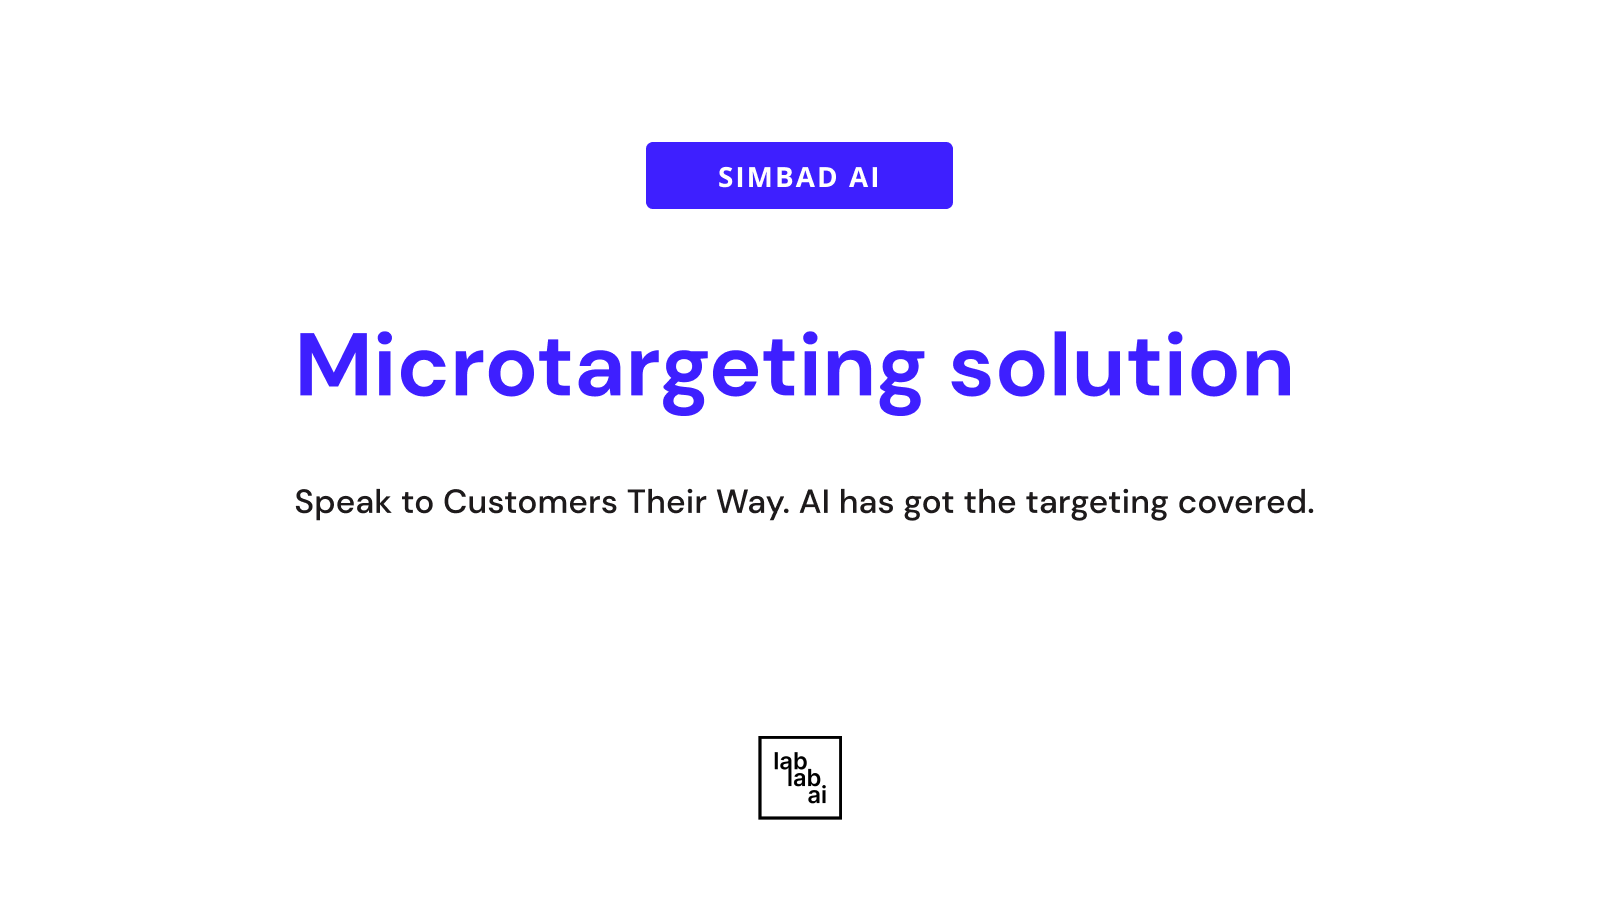 SIMBAD AI
Microtargeting solution
Speak to Customers Their Way. AI has got the targeting covered.
lab
lab
ai